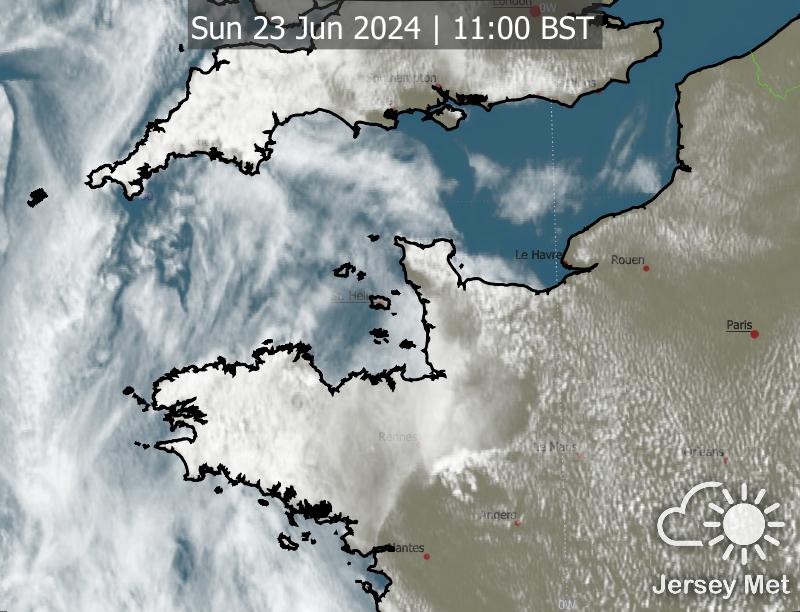 London
0W
Sun 23 Jun 2024 | 11:00 BST
Southampton
Le Havre
Rouen
St. Helier
Paris
Rennes
Le Mans
Orleans
Angers
Nantes
Jersey Met
0W